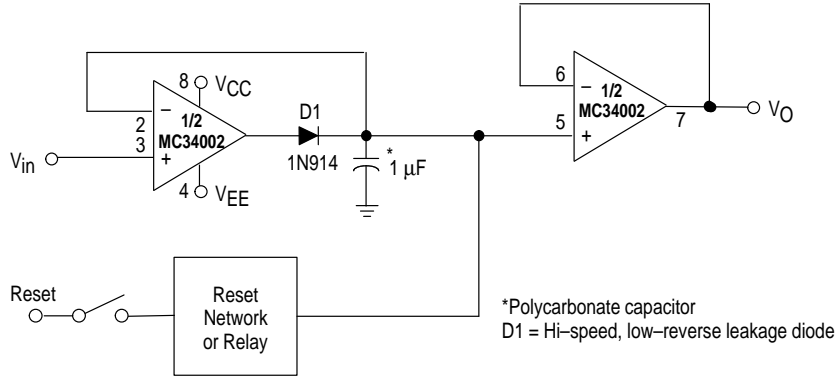 8
VCC
2
−
1/2
MC34002
3
+
Vin
4
VEE
D1
1N914
*
1 µF
6
−
1/2
MC34002
5
+
7
VO
Reset
Reset
Network
or Relay
*Polycarbonate capacitor
D1 = Hi–speed, low–reverse leakage diode